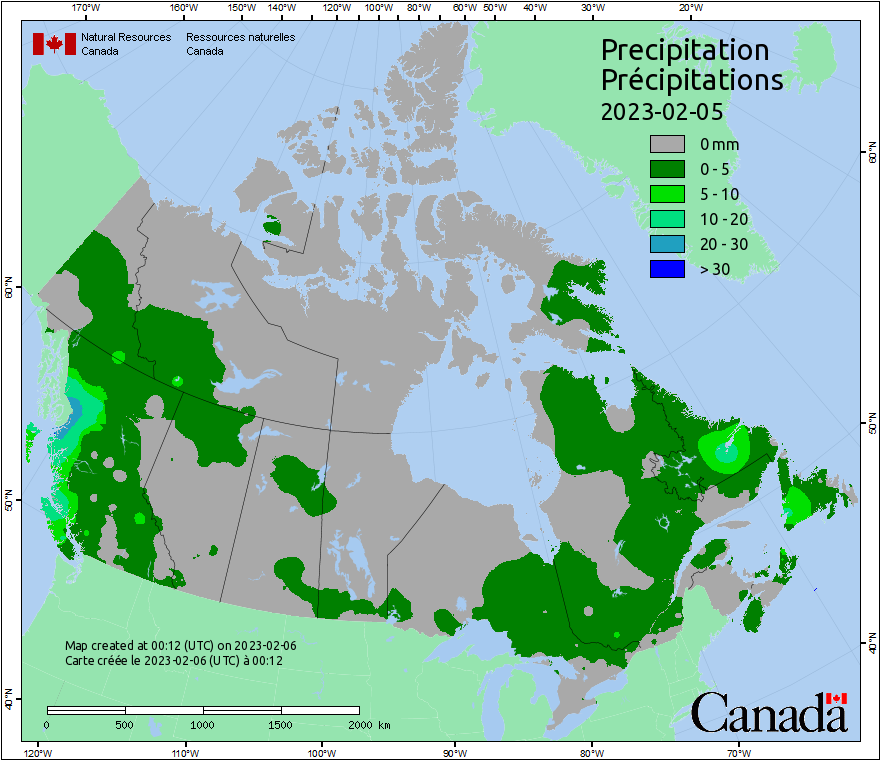 170°W 160°W 150°W 140°W 120°W 100°W 80°W 60°W 50°W 40°W 30°W 20°W
Natural Resources Canada
Ressources naturelles Canada
Precipitation
Précipitations
2023-02-05
0 mm
0 - 5
5 - 10
10 - 20
20 - 30
> 30
60°N
50°N
40°N
60°N
50°N
40°N
Map created at 00:12 (UTC) on 2023-02-06
Carte créée le 2023-02-06 (UTC) à 00:12
0 500 1000 1500 2000 km
Canada
120°W 110°W 100°W 90°W 80°W 70°W